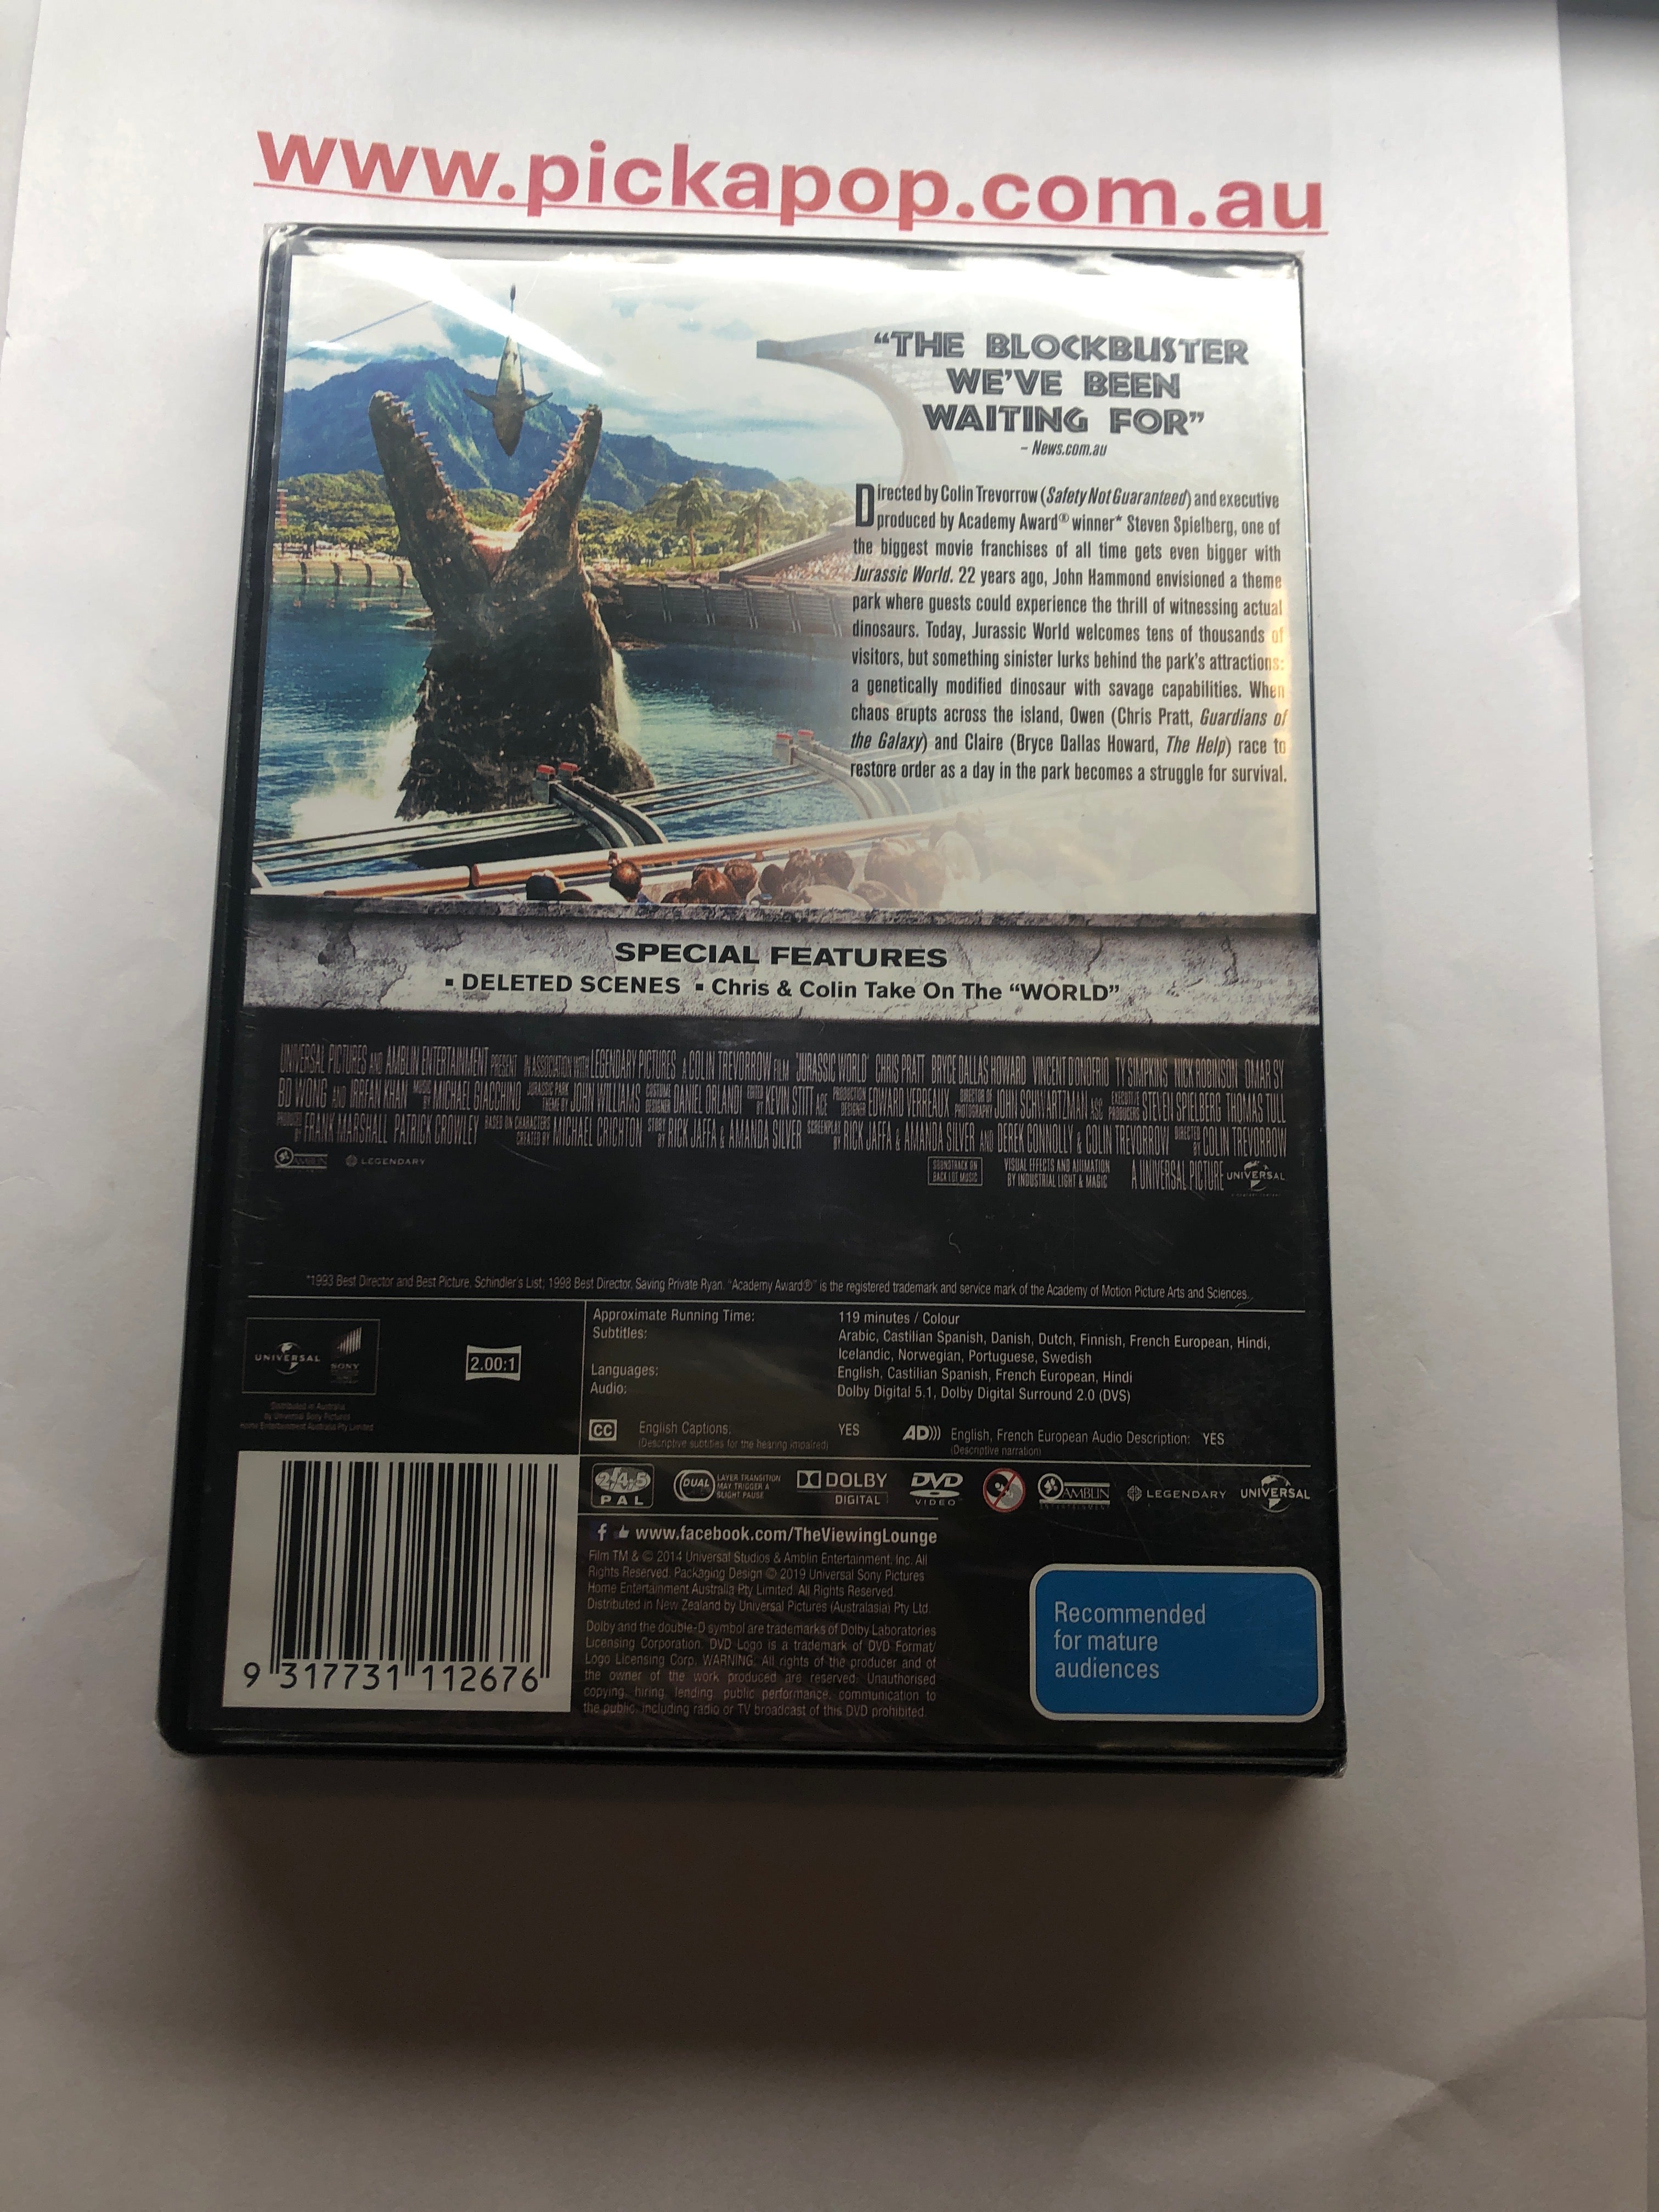 www.pickapop.com.au
“THE BLOCKBUSTER
WE’VE BEEN
WAITING FOR”
– News.com.au
Directed by Colin Trevorrow (Safety Not Guaranteed) and executive
produced by Academy Award® winner* Steven Spielberg, one of
the biggest movie franchises of all time gets even bigger with
Jurassic World. 22 years ago, John Hammond envisioned a theme
park where guests could experience the thrill of witnessing actual
dinosaurs. Today, Jurassic World welcomes tens of thousands of
visitors, but something sinister lurks behind the park’s attractions:
a genetically modified dinosaur with savage capabilities. When
chaos erupts across the island, Owen (Chris Pratt, Guardians of
the Galaxy) and Claire (Bryce Dallas Howard, The Help) race to
restore order as a day in the park becomes a struggle for survival.
SPECIAL FEATURES
▪ DELETED SCENES ▪ Chris & Colin Take On The “WORLD”
UNIVERSAL PICTURES AND AMBLIN ENTERTAINMENT PRESENT IN ASSOCIATION WITH LEGENDARY PICTURES A COLIN TREVORROW FILM ‘JURASSIC WORLD’ CHRIS PRATT BRYCE DALLAS HOWARD VINCENT D’ONOFRIO TY SIMPKINS NICK ROBINSON OMAR SY
BD WONG AND IRRFAN KHAN MUSIC BY MICHAEL GIACCHINO JURASSIC PARK THEME BY JOHN WILLIAMS COSTUME DESIGNER DANIEL ORLANDI EDITED BY KEVIN STITT ACE PRODUCTION DESIGNER EDWARD VERREAUX DIRECTOR OF PHOTOGRAPHY JOHN SCHWARTZMAN ASC EXECUTIVE PRODUCERS STEVEN SPIELBERG THOMAS TULL
PRODUCED BY FRANK MARSHALL PATRICK CROWLEY BASED ON CHARACTERS CREATED BY MICHAEL CRICHTON STORY BY RICK JAFFA & AMANDA SILVER SCREENPLAY BY RICK JAFFA & AMANDA SILVER AND DEREK CONNOLLY & COLIN TREVORROW DIRECTED BY COLIN TREVORROW
AMBLIN LEGENDARY
SOUNDTRACK ON
BACK LOT MUSIC
VISUAL EFFECTS AND ANIMATION
BY INDUSTRIAL LIGHT & MAGIC
A UNIVERSAL PICTURE UNIVERSAL
*1993 Best Director and Best Picture, Schindler’s List; 1998 Best Director, Saving Private Ryan. “Academy Award®” is the registered trademark and service mark of the Academy of Motion Picture Arts and Sciences.
UNIVERSAL SONY
Distributed in Australia
by Universal Sony Pictures
Home Entertainment Australia Pty Limited
2.00:1
Approximate Running Time: 119 minutes / Colour
Subtitles: Arabic, Castilian Spanish, Danish, Dutch, Finnish, French European, Hindi,
Icelandic, Norwegian, Portuguese, Swedish
Languages: English, Castilian Spanish, French European, Hindi
Audio: Dolby Digital 5.1, Dolby Digital Surround 2.0 (DVS)
CC English Captions: YES
(Descriptive subtitles for the hearing impaired)
AD))) English, French European Audio Description: YES
(Descriptive narration)
2·4·5
PAL
DUAL LAYER TRANSITION
MAY TRIGGER A
SLIGHT PAUSE
DOLBY
DIGITAL
DVD
VIDEO
AMBLIN
ENTERTAINMENT
LEGENDARY
UNIVERSAL
f www.facebook.com/TheViewingLounge
Film TM & © 2014 Universal Studios & Amblin Entertainment, Inc. All
Rights Reserved. Packaging Design © 2019 Universal Sony Pictures
Home Entertainment Australia Pty Limited. All Rights Reserved.
Distributed in New Zealand by Universal Pictures (Australasia) Pty Ltd.
Dolby and the double-D symbol are trademarks of Dolby Laboratories
Licensing Corporation. DVD Logo is a trademark of DVD Format/
Logo Licensing Corp. WARNING: All rights of the producer and of
the owner of the work produced are reserved. Unauthorised
copying, hiring, lending, public performance, communication to
the public, including radio or TV broadcast of this DVD prohibited.
9 317731 112676
Recommended
for mature
audiences